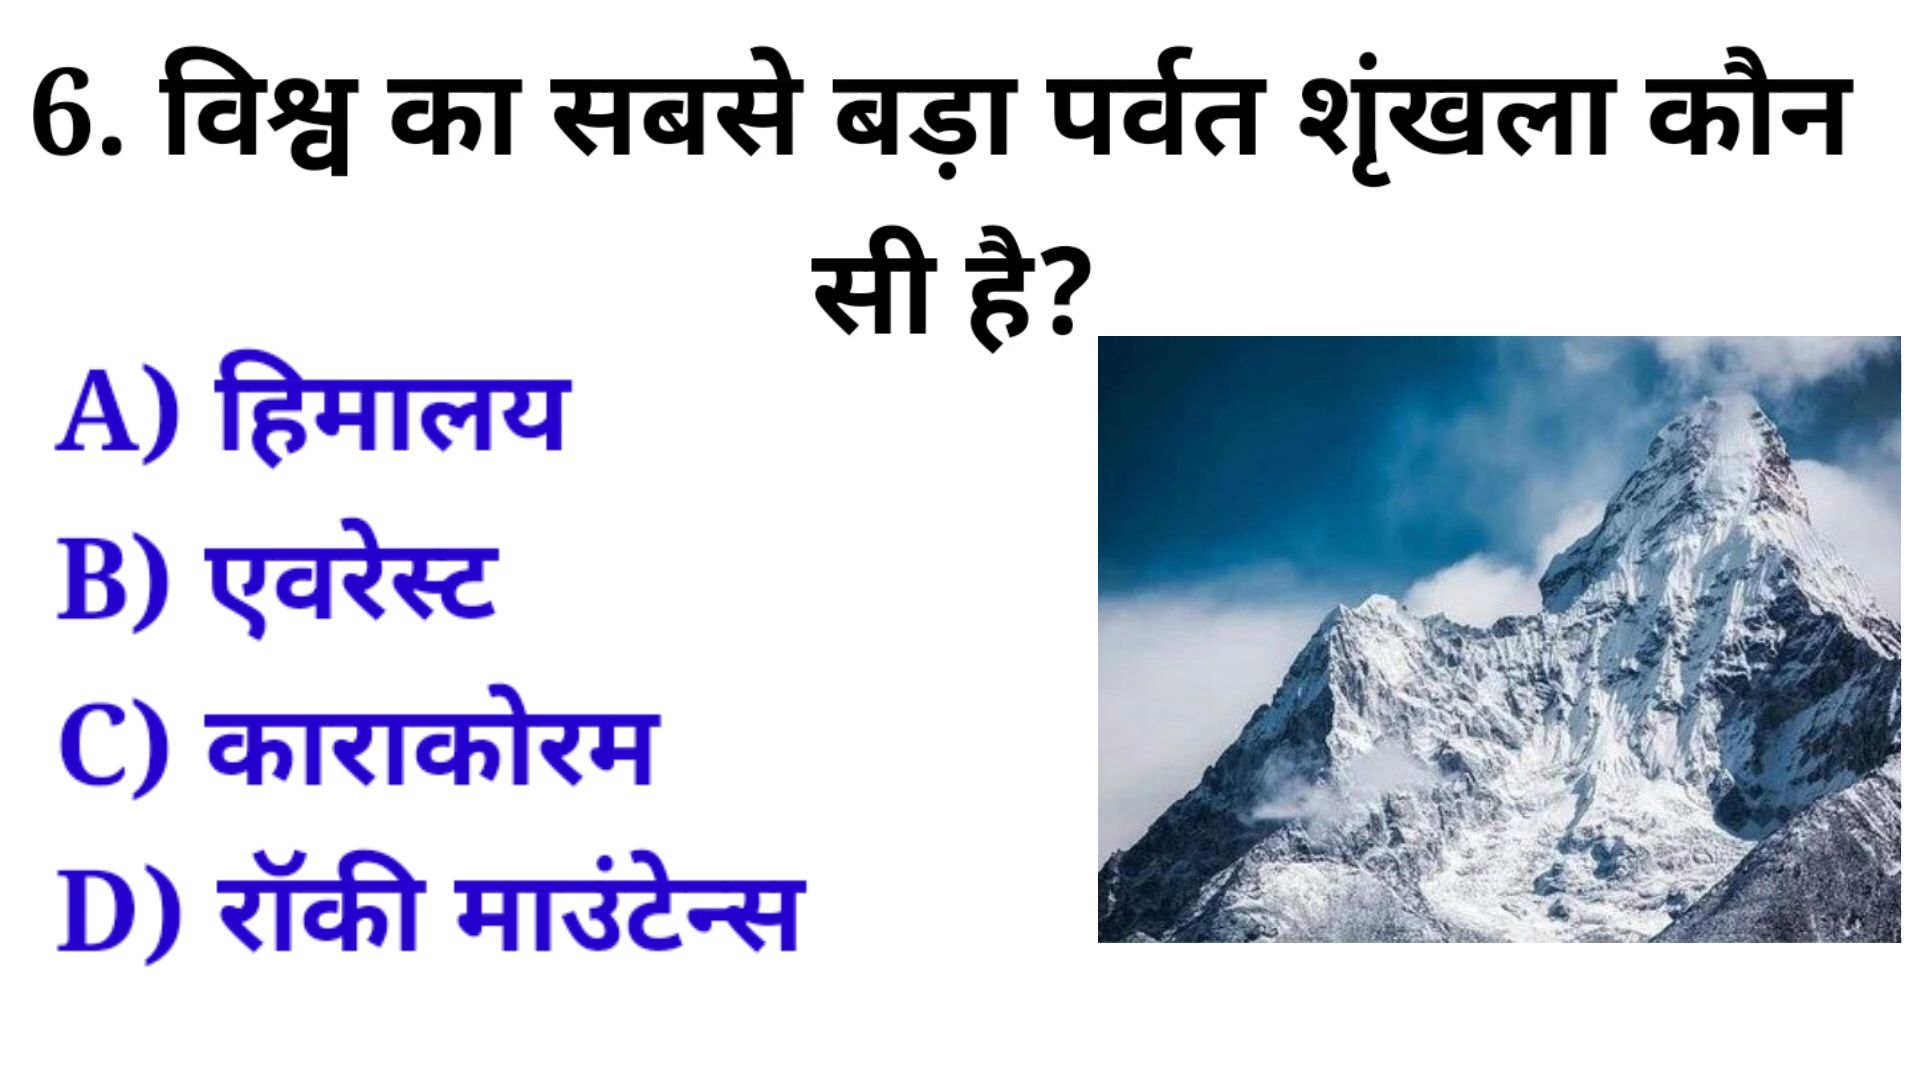 6. विश्व का सबसे बड़ा पर्वत शृंखला कौन
सी है?
A) हिमालय
B) एवरेस्ट
C) काराकोरम
D) रॉकी माउंटेन्स